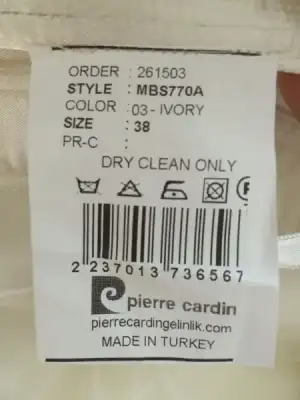 ORDER : 261503
STYLE : MBS770A
COLOR : 03 - IVORY
SIZE : 38
PR-C :
DRY CLEAN ONLY
P
2 237013 736567
pierre cardin
pierrecardingelinlik.com
MADE IN TURKEY